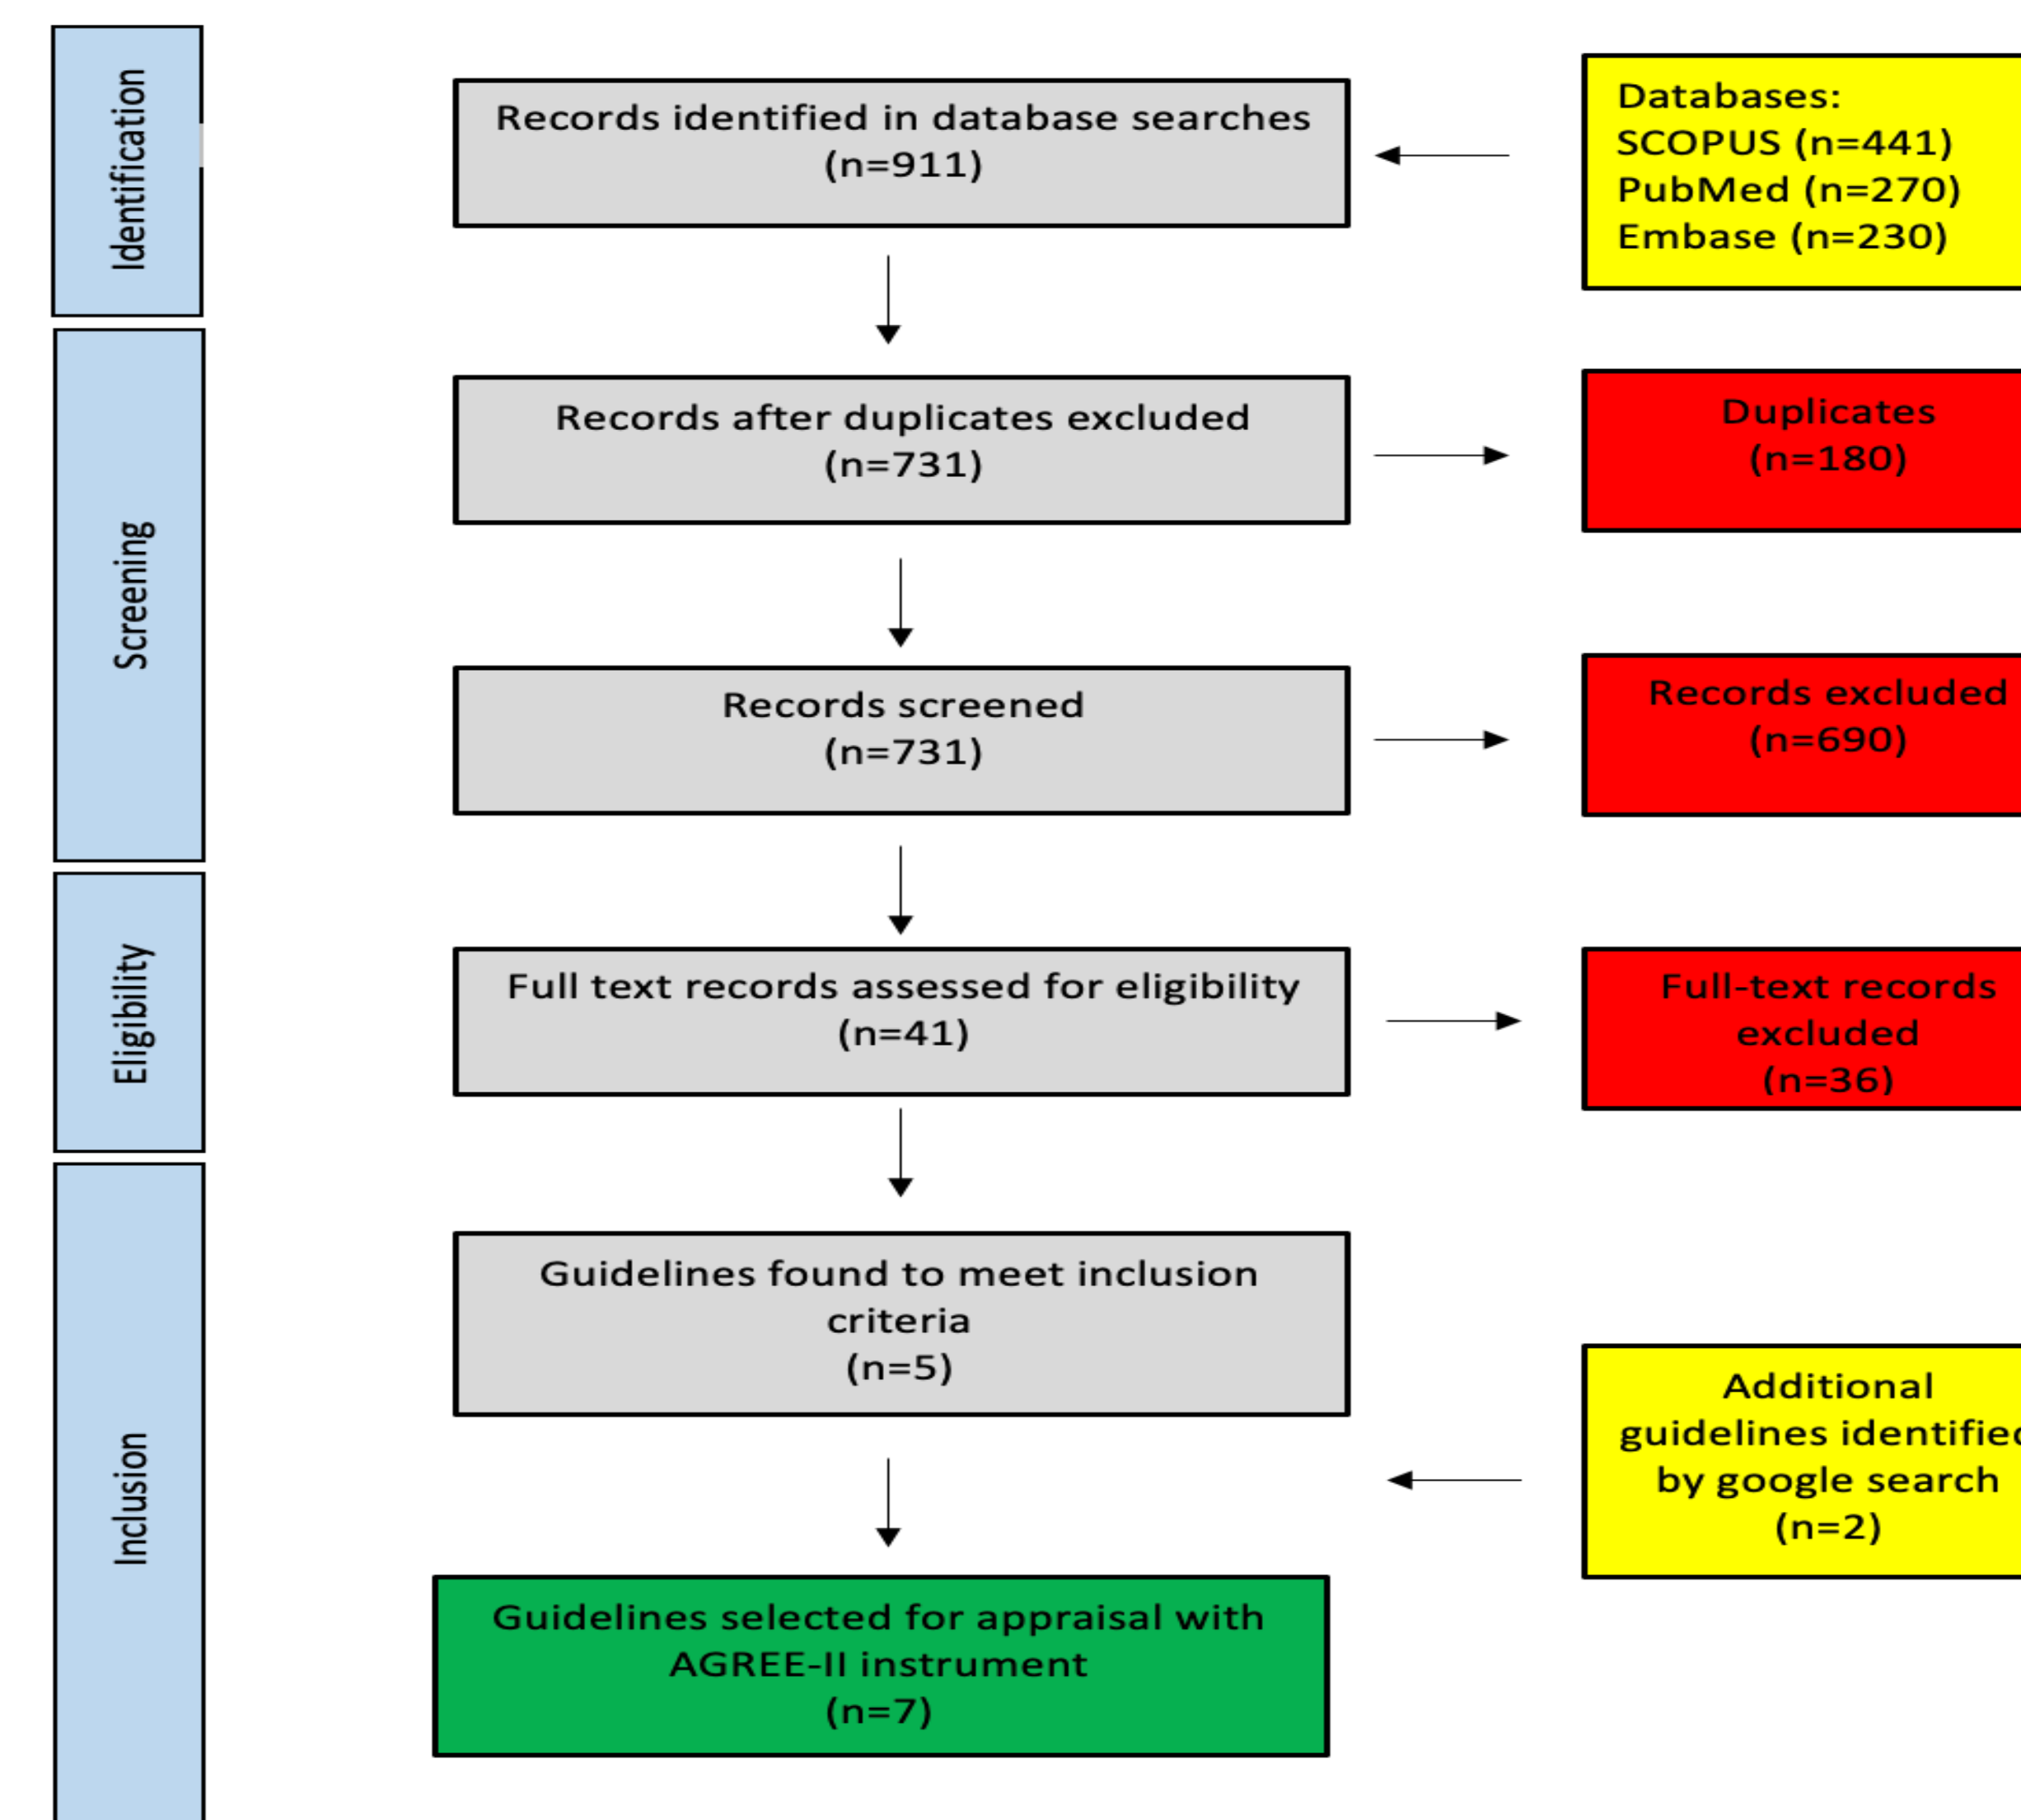 Identification
Records identified in database searches
(n=911)
Databases:
SCOPUS (n=441)
PubMed (n=270)
Embase (n=230)
Screening
Records after duplicates excluded
(n=731)
Duplicates
(n=180)
Records screened
(n=731)
Records excluded
(n=690)
Eligibility
Full text records assessed for eligibility
(n=41)
Full-text records
excluded
(n=36)
Inclusion
Guidelines found to meet inclusion
criteria
(n=5)
Additional
guidelines identified
by google search
(n=2)
Guidelines selected for appraisal with
AGREE-II instrument
(n=7)